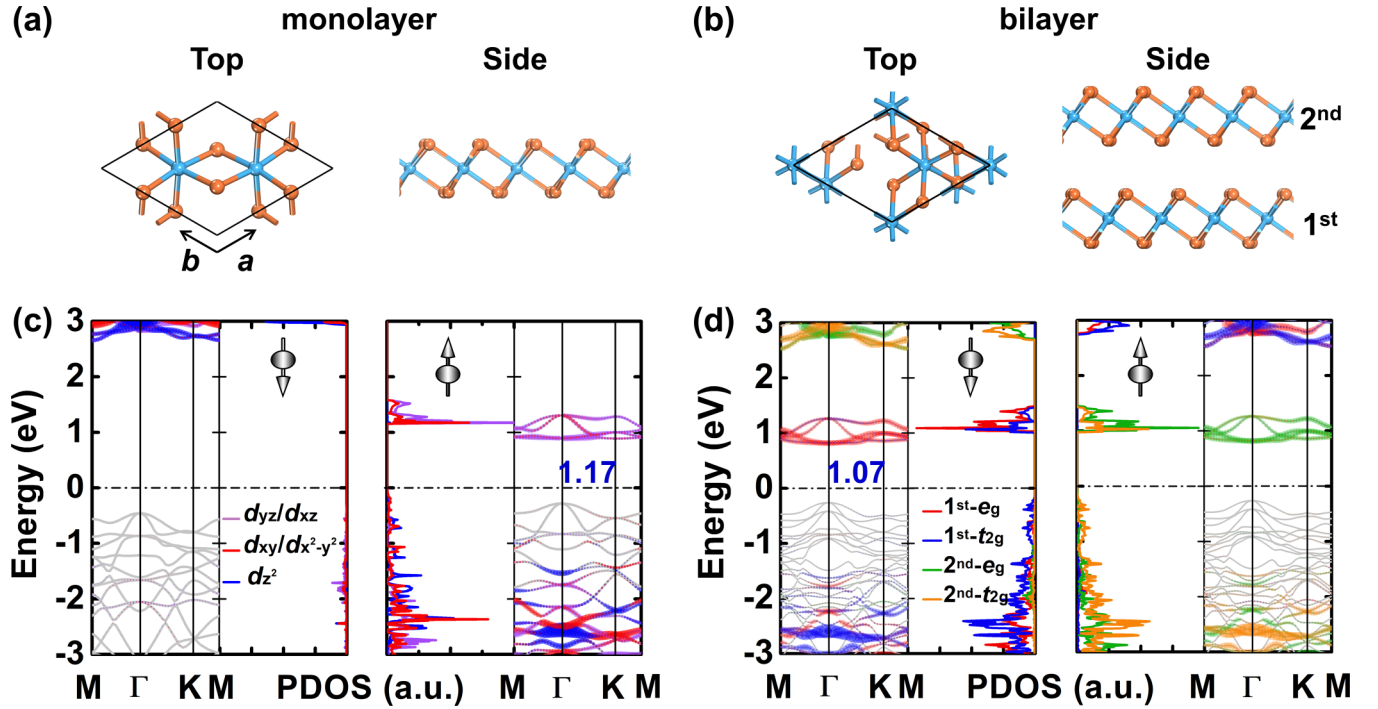 (a) monolayer
Top Side
b a
(b) bilayer
Top Side
2nd
1st
(c)
Energy (eV)
3
2
1
0
-1
-2
-3
1.17
dyz/dxz
dxy/dx²-y²
dz²
M Γ K M PDOS (a.u.) M Γ K M
(d)
Energy (eV)
3
2
1
0
-1
-2
-3
1.07
1st-eg
1st-t2g
2nd-eg
2nd-t2g
M Γ K M PDOS (a.u.) M Γ K M